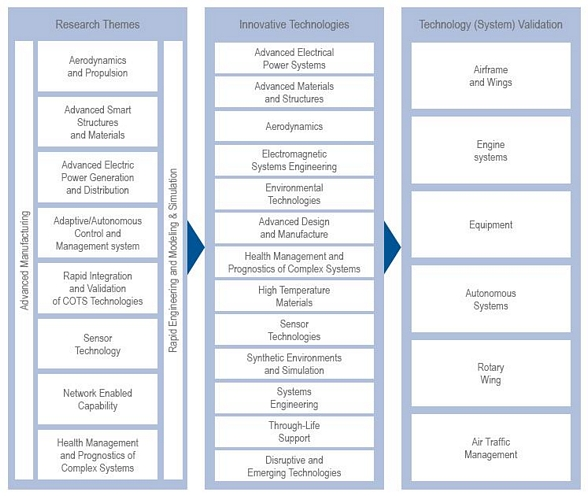 Research Themes
Advanced Manufacturing
Aerodynamics
and Propulsion
Advanced Smart
Structures
and Materials
Advanced Electric
Power Generation
and Distribution
Adaptive/Autonomous
Control and
Management system
Rapid Integration
and Validation
of COTS Technologies
Sensor
Technology
Network Enabled
Capability
Health Management
and Prognostics of
Complex Systems
Rapid Engineering and Modeling & Simulation
Innovative Technologies
Advanced Electrical
Power Systems
Advanced Materials
and Structures
Aerodynamics
Electromagnetic
Systems Engineering
Environmental
Technologies
Advanced Design
and Manufacture
Health Management and
Prognostics of Complex Systems
High Temperature
Materials
Sensor
Technologies
Synthetic Environments
and Simulation
Systems
Engineering
Through-Life
Support
Disruptive and
Emerging Technologies
Technology (System) Validation
Airframe
and Wings
Engine
systems
Equipment
Autonomous
Systems
Rotary
Wing
Air Traffic
Management